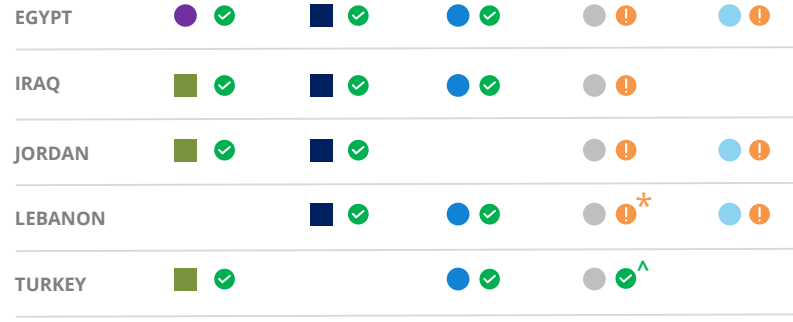 EGYPT
IRAQ
JORDAN
LEBANON *
TURKEY ^